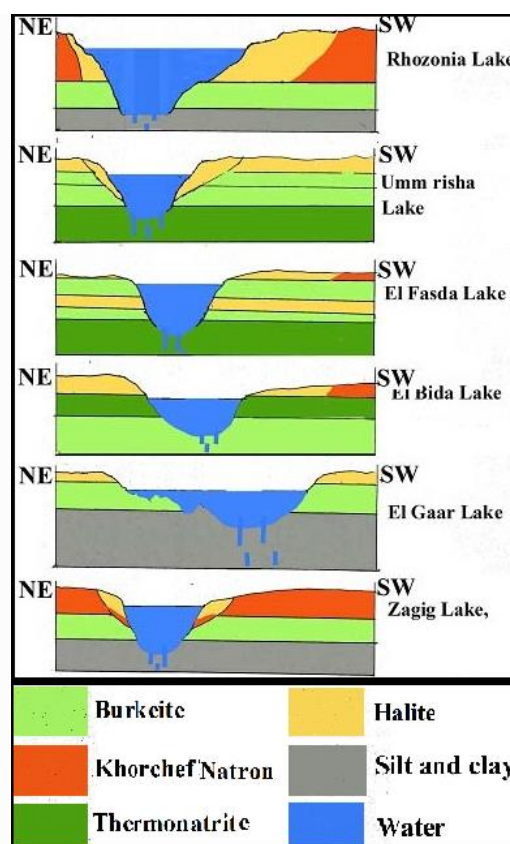 NE SW
Rhozonia Lake
NE SW
Umm risha
Lake
NE SW
El Fasda Lake
NE SW
El Bida Lake
NE SW
El Gaar Lake
NE SW
Zagig Lake,
Burkeite Halite
Khorchef Natron Silt and clay
Thermonatrite Water